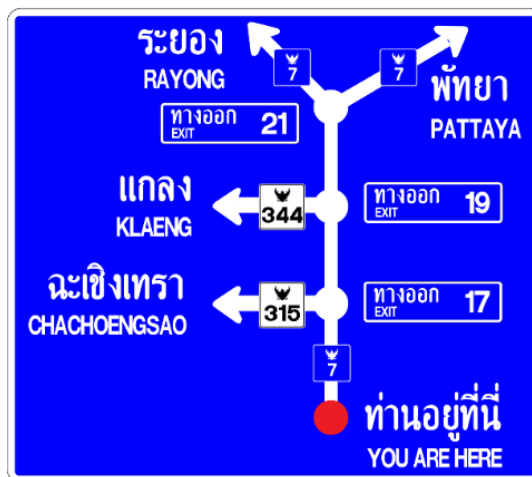 ระยอง
RAYONG
7
7
พัทยา
PATTAYA
ทางออก
EXIT
21
แกลง
KLAENG
344
ทางออก
EXIT
19
ฉะเชิงเทรา
CHACHOENGSAO
315
ทางออก
EXIT
17
7
ท่านอยู่ที่นี่
YOU ARE HERE